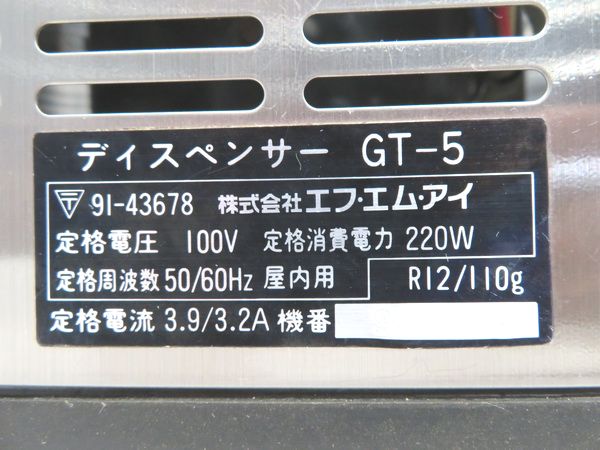 ディスペンサー GT-5
〒 91-43678 株式会社エフ・エム・アイ
定格電圧 100V 定格消費電力 220W
定格周波数 50/60Hz 屋内用 R12/110g
定格電流 3.9/3.2A 機番